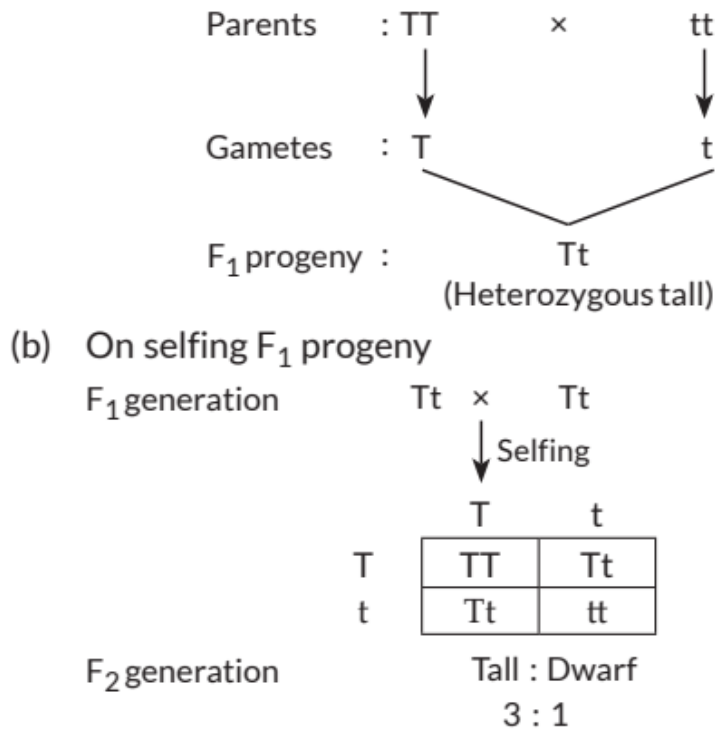 Parents : TT × tt
Gametes : T t
F₁ progeny : Tt
(Heterozygous tall)
(b) On selfing F₁ progeny
F₁ generation Tt × Tt
Selfing
T t
T TT Tt
t Tt tt
F₂ generation Tall : Dwarf
3 : 1